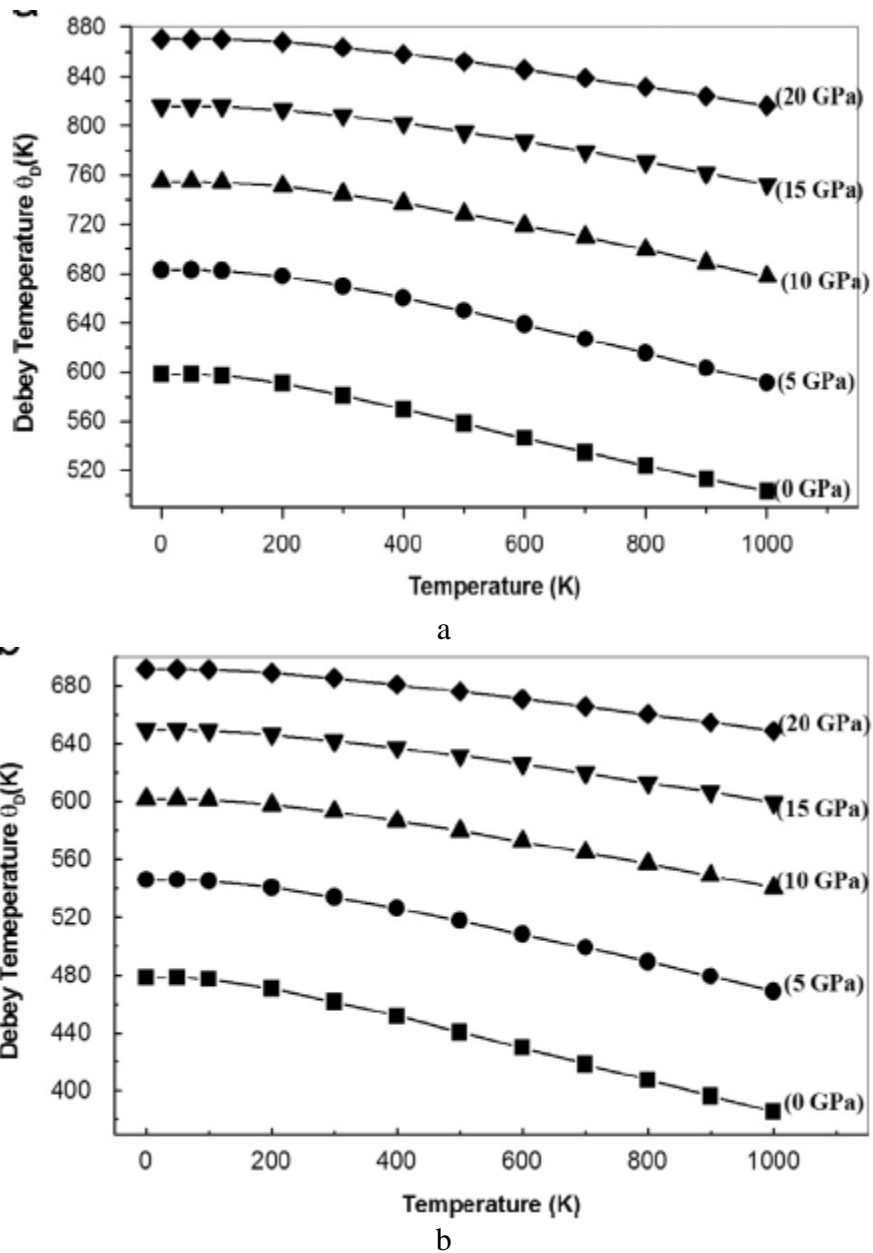 880
840
(20 GPa)
800
760
(15 GPa)
720
680
(10 GPa)
640
600
(5 GPa)
560
520
(0 GPa)
Debey Temeperature θD(K)
0 200 400 600 800 1000
Temperature (K)
a
680
(20 GPa)
640
600
(15 GPa)
560
(10 GPa)
520
480
(5 GPa)
440
400
(0 GPa)
Debey Temeperature θD(K)
0 200 400 600 800 1000
Temperature (K)
b